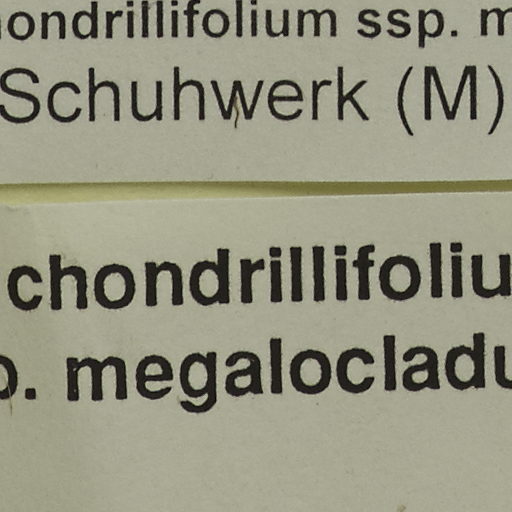 ondrillifolium ssp. m
Schuhwerk (M)
chondrillifoliu
p. megalocladu